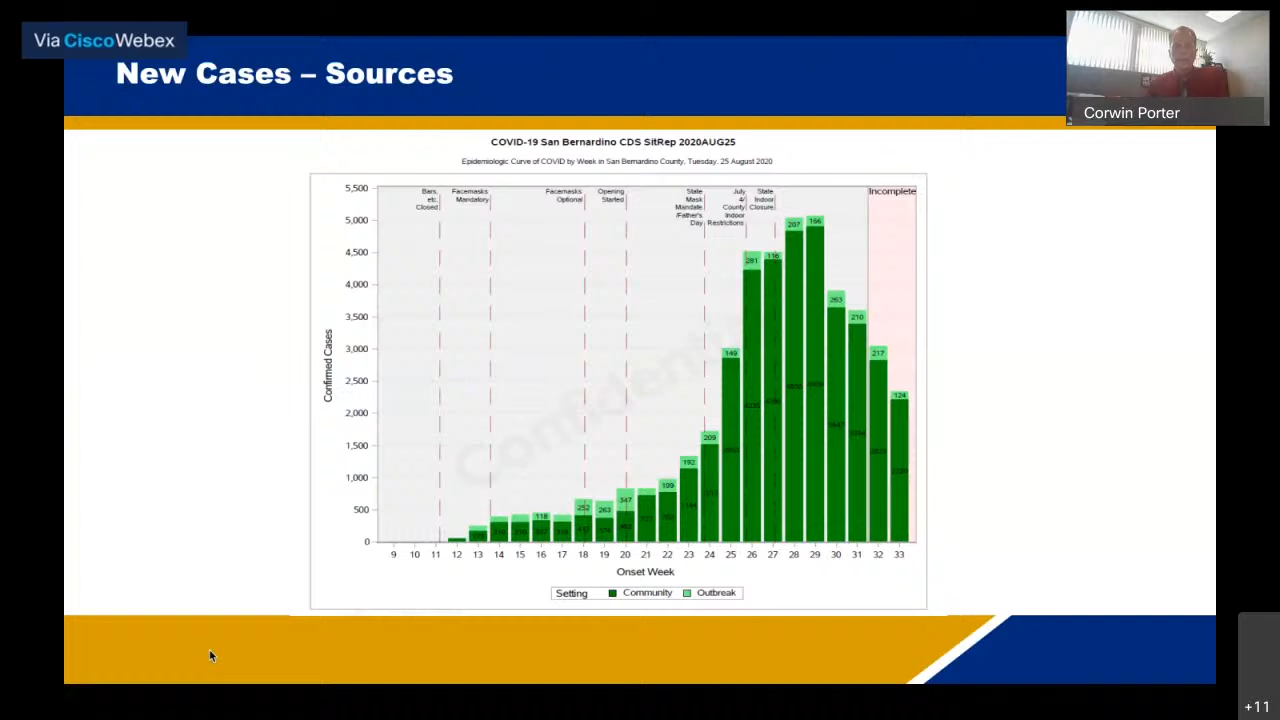 Via CiscoWebex
New Cases – Sources
Corwin Porter
COVID-19 San Bernardino CDS SitRep 2020AUG25
Epidemiologic Curve of COVID by Week in San Bernardino County, Tuesday, 25 August 2020
Bars, etc. Closed
Facemasks Mandatory
Facemasks Optional
Opening Started
State Mask Mandate /Father's Day
July 4/ County Indoor Restrictions
State Indoor Closure
Incomplete
5,500
5,000
4,500
4,000
3,500
3,000
2,500
2,000
1,500
1,000
500
0
Confirmed Cases
118
252
263
347
199
192
209
149
281
116
207
166
263
210
217
124
Confidenti
9 10 11 12 13 14 15 16 17 18 19 20 21 22 23 24 25 26 27 28 29 30 31 32 33
Onset Week
Setting Community Outbreak
+11